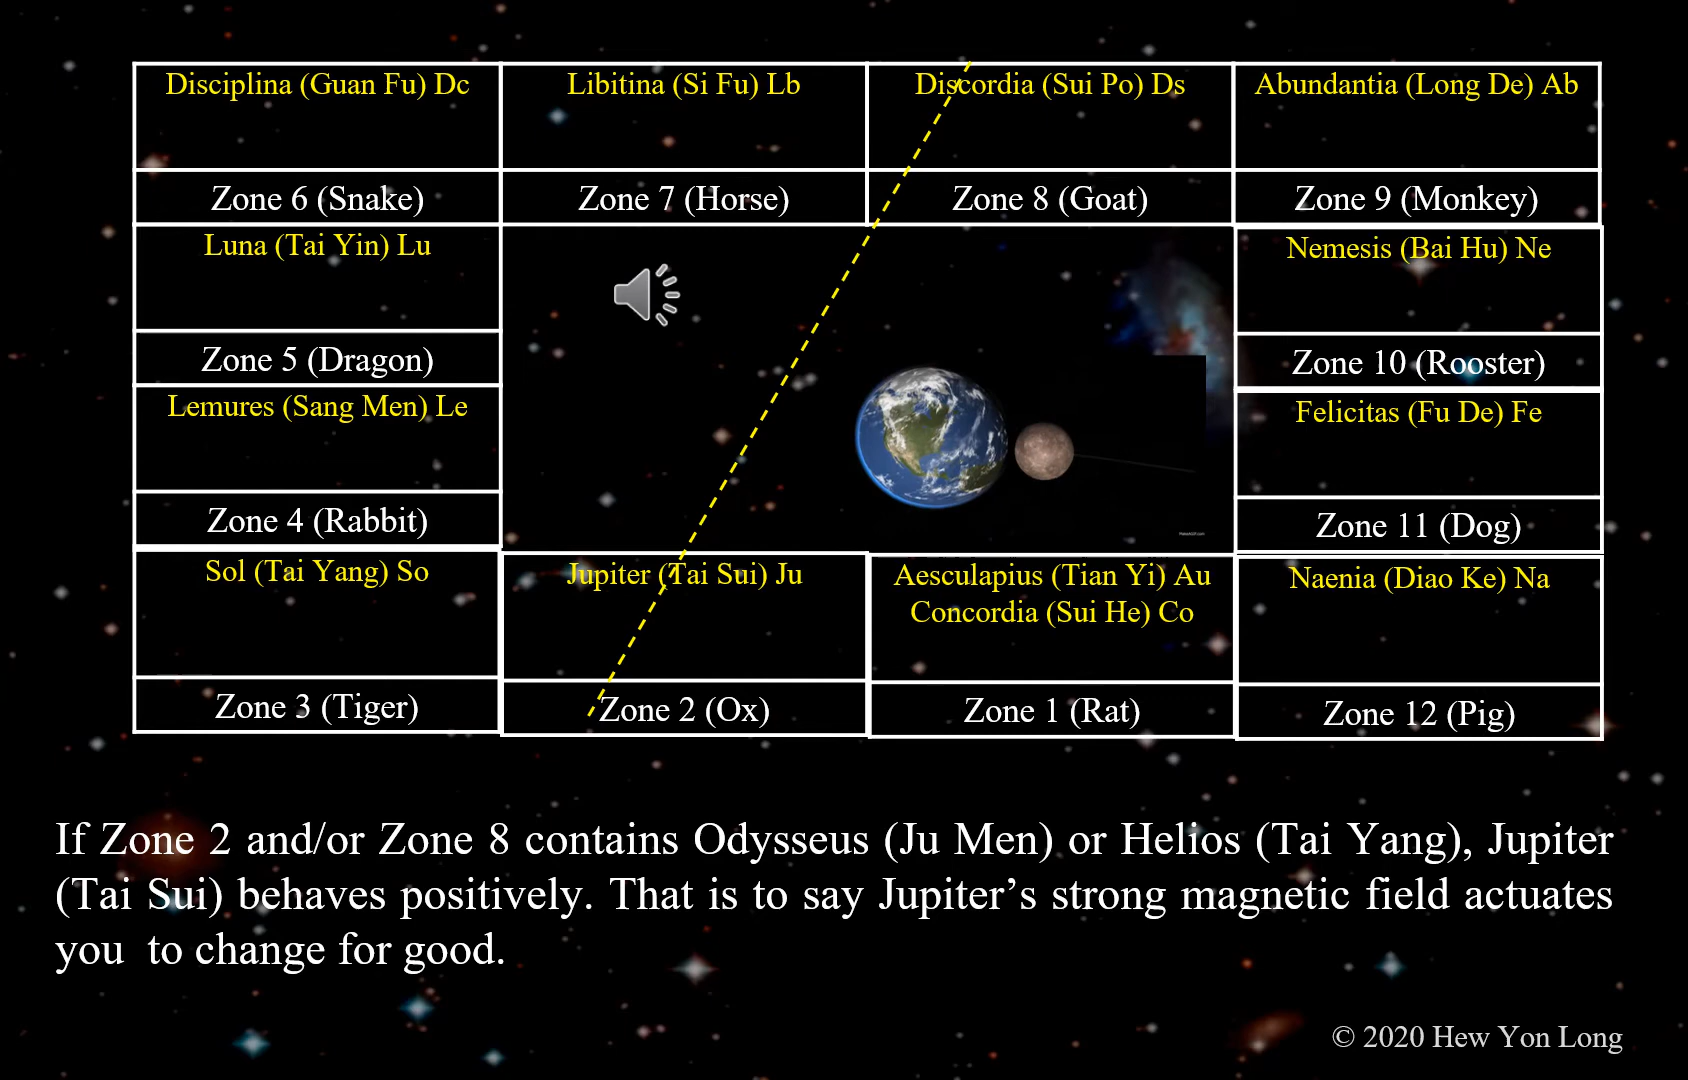 Disciplina (Guan Fu) Dc
Libitina (Si Fu) Lb
Discordia (Sui Po) Ds
Abundantia (Long De) Ab
Zone 6 (Snake)
Zone 7 (Horse)
Zone 8 (Goat)
Zone 9 (Monkey)
Luna (Tai Yin) Lu
Nemesis (Bai Hu) Ne
Zone 5 (Dragon)
Zone 10 (Rooster)
Lemures (Sang Men) Le
Felicitas (Fu De) Fe
Zone 4 (Rabbit)
Zone 11 (Dog)
Sol (Tai Yang) So
Jupiter (Tai Sui) Ju
Aesculapius (Tian Yi) Au
Concordia (Sui He) Co
Naenia (Diao Ke) Na
Zone 3 (Tiger)
Zone 2 (Ox)
Zone 1 (Rat)
Zone 12 (Pig)
If Zone 2 and/or Zone 8 contains Odysseus (Ju Men) or Helios (Tai Yang), Jupiter
(Tai Sui) behaves positively. That is to say Jupiter’s strong magnetic field actuates
you  to change for good.
© 2020 Hew Yon Long